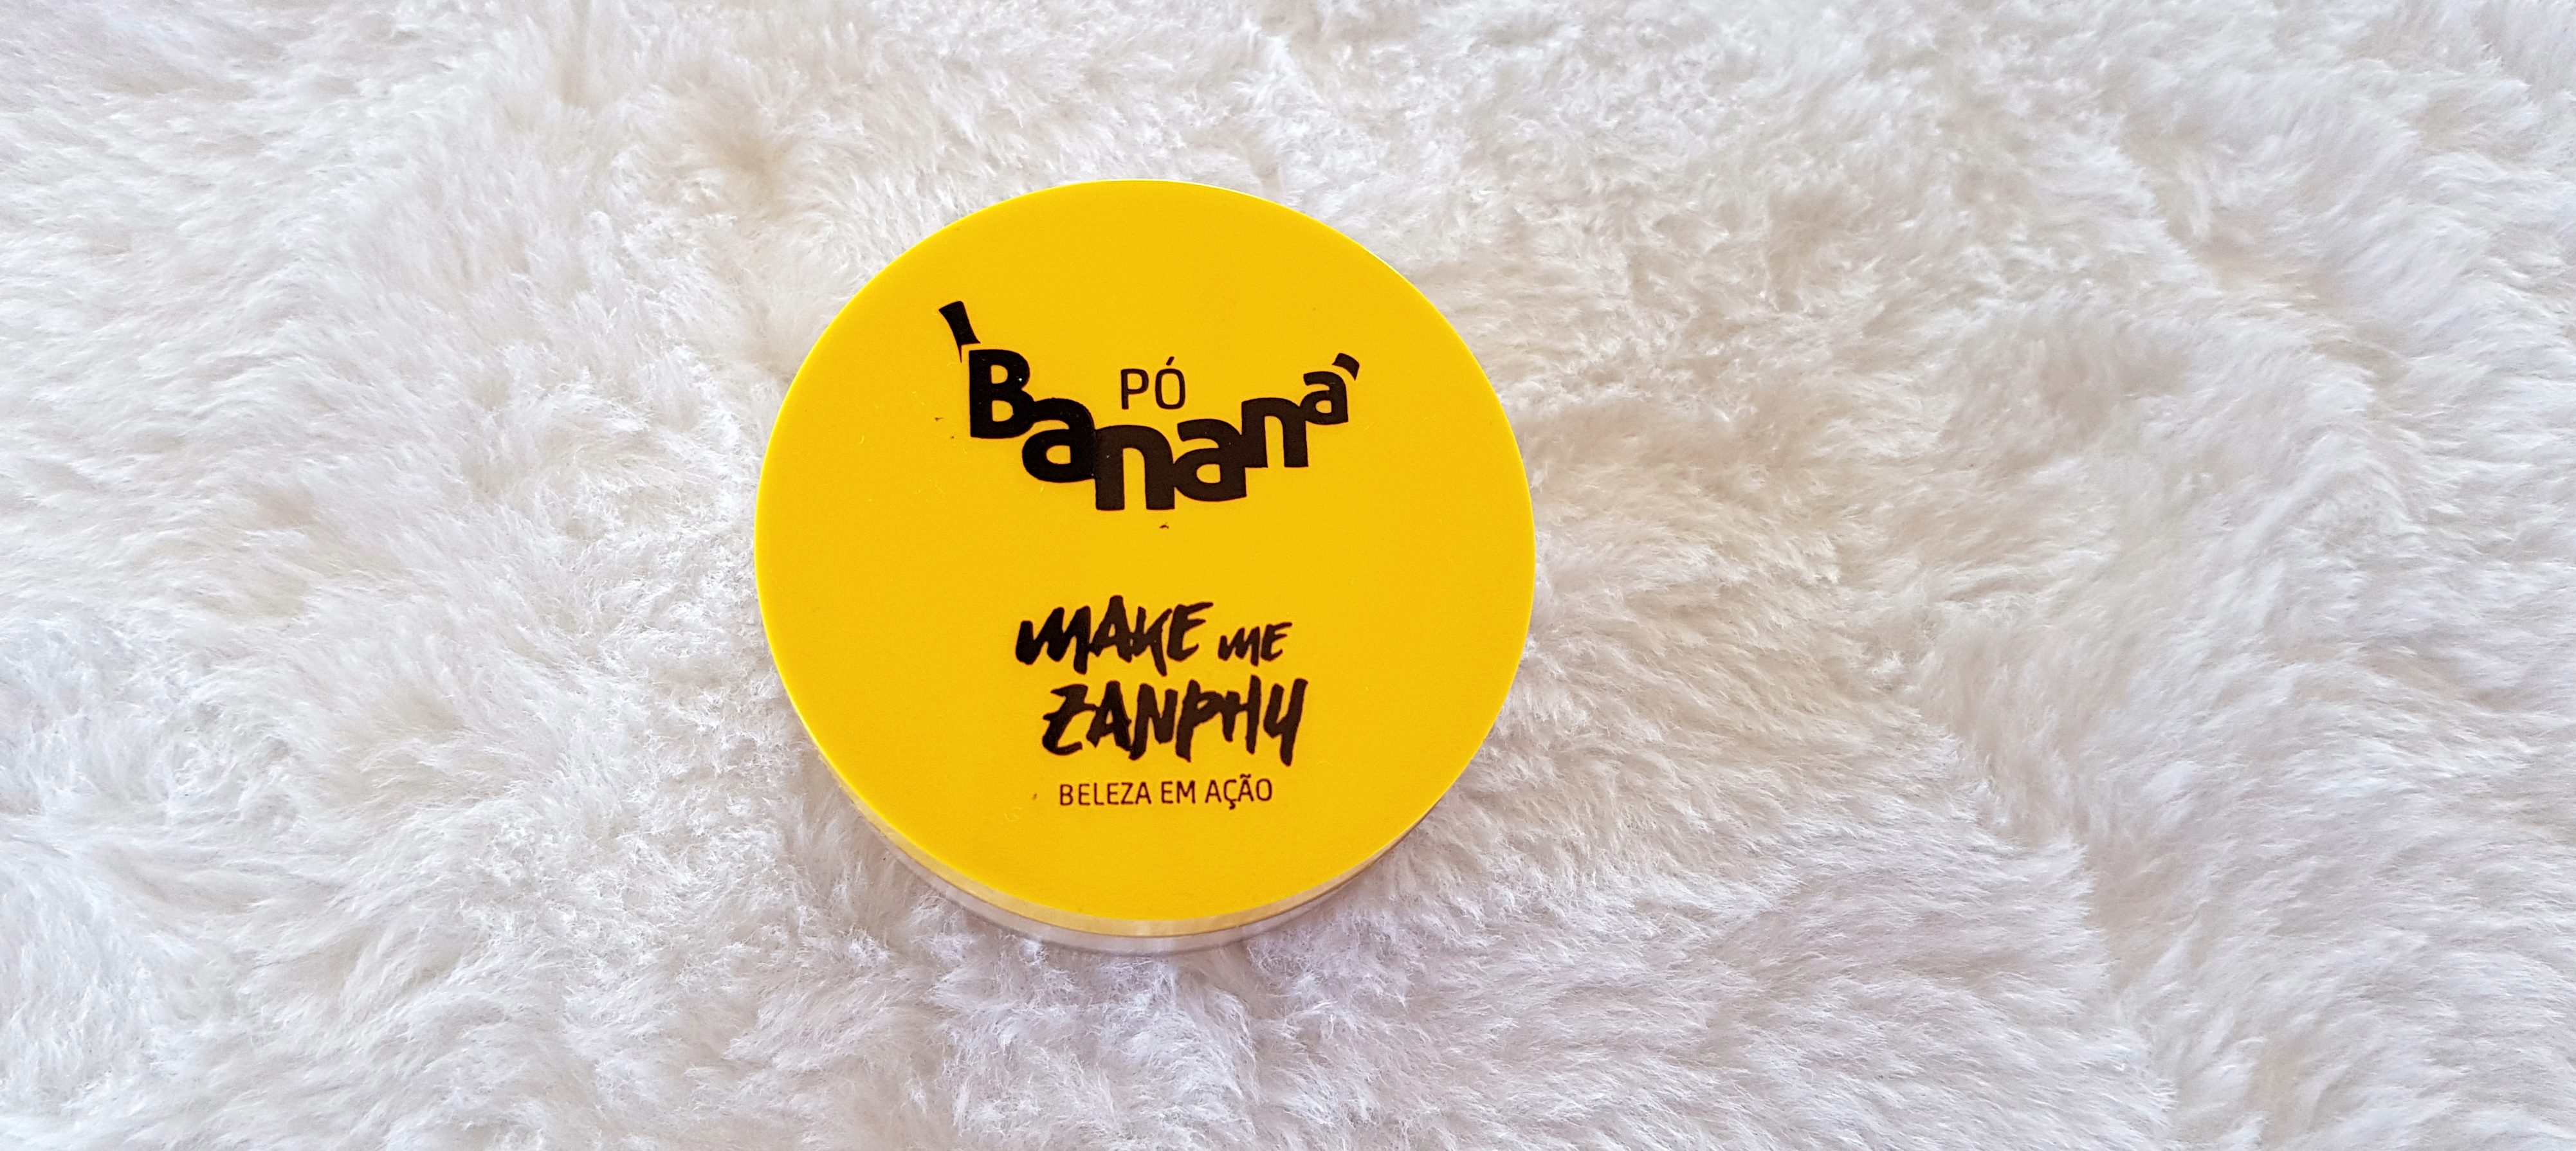 PÓ
Banana
MAKE ME
ZANPHY
BELEZA EM AÇÃO